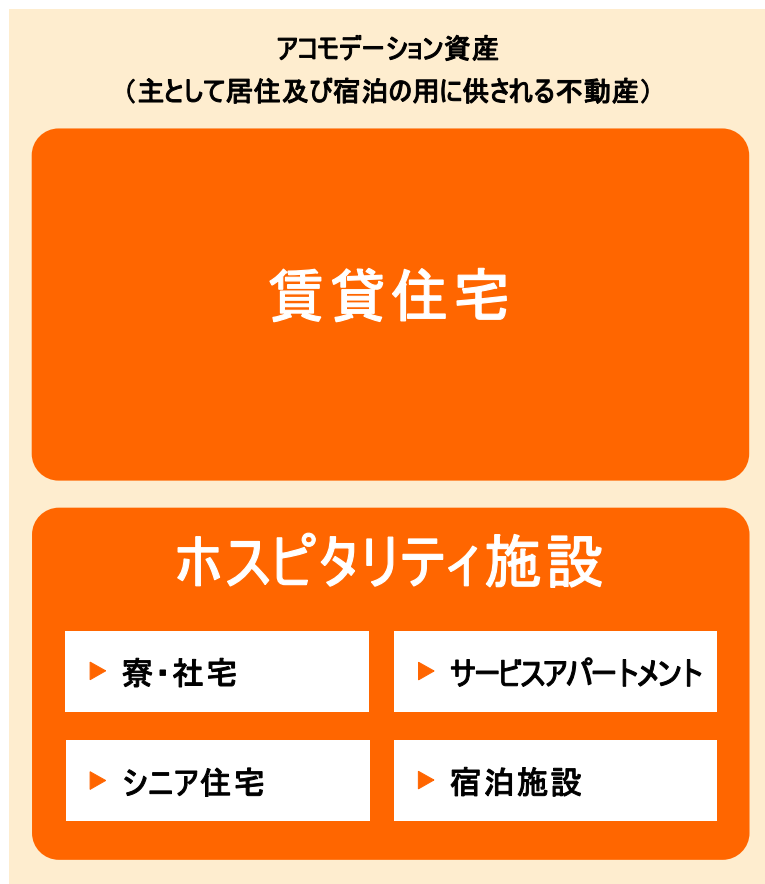 アコモデーション資産
（主として居住及び宿泊の用に供される不動産）
賃貸住宅
ホスピタリティ施設
▶ 寮・社宅
▶ サービスアパートメント
▶ シニア住宅
▶ 宿泊施設